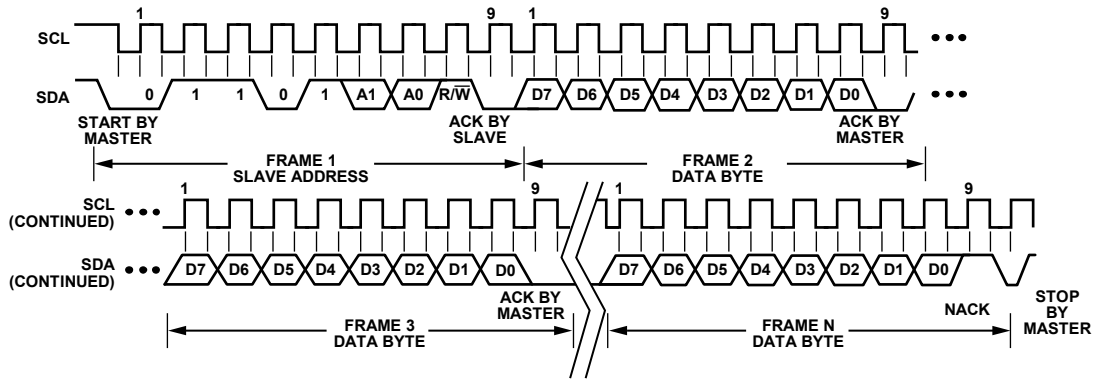 1 9 1 9
SCL
SDA 0 1 1 0 1 A1 A0 R/W̅ D7 D6 D5 D4 D3 D2 D1 D0
START BY MASTER
ACK BY SLAVE
ACK BY MASTER
FRAME 1
SLAVE ADDRESS
FRAME 2
DATA BYTE
1 9 1 9
SCL
(CONTINUED)
SDA
(CONTINUED)
D7 D6 D5 D4 D3 D2 D1 D0 D7 D6 D5 D4 D3 D2 D1 D0
ACK BY
MASTER
NACK
STOP
BY
MASTER
FRAME 3
DATA BYTE
FRAME N
DATA BYTE